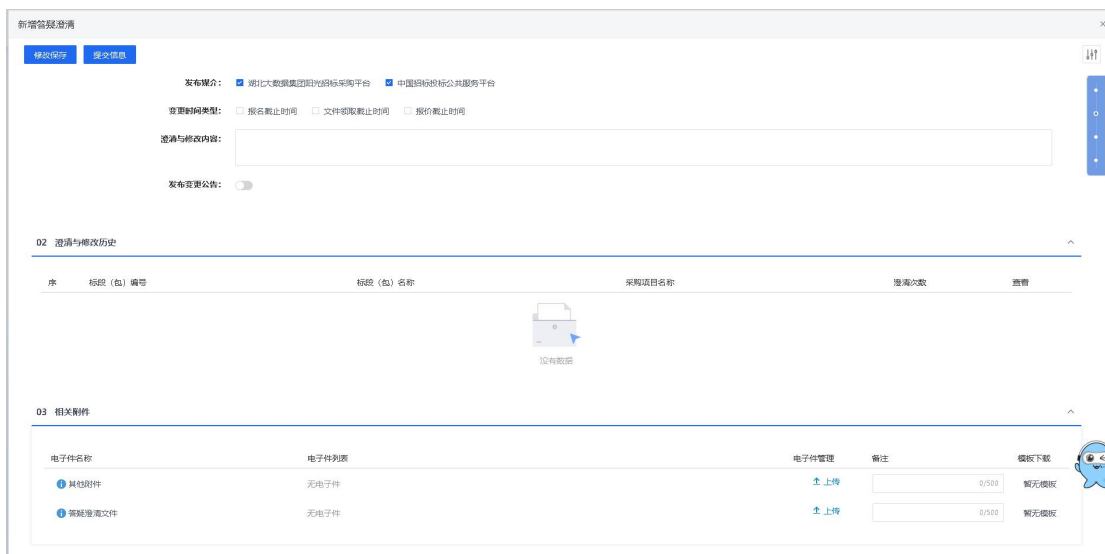 新增答疑澄清
修改保存 提交信息
发布媒介： 湖北大数据集团阳光招标采购平台 中国招标投标公共服务平台
变更时间类型： 报名截止时间 文件领取截止时间 报价截止时间
澄清与修改内容：
发布变更公告：
02 澄清与修改历史
序 标段（包）编号 标段（包）名称 采购项目名称 澄清次数 查看
没有数据
03 相关附件
电子件名称 电子件列表 电子件管理 备注 模板下载
其他附件 无电子件 上传 0/500 暂无模板
答疑澄清文件 无电子件 上传 0/500 暂无模板